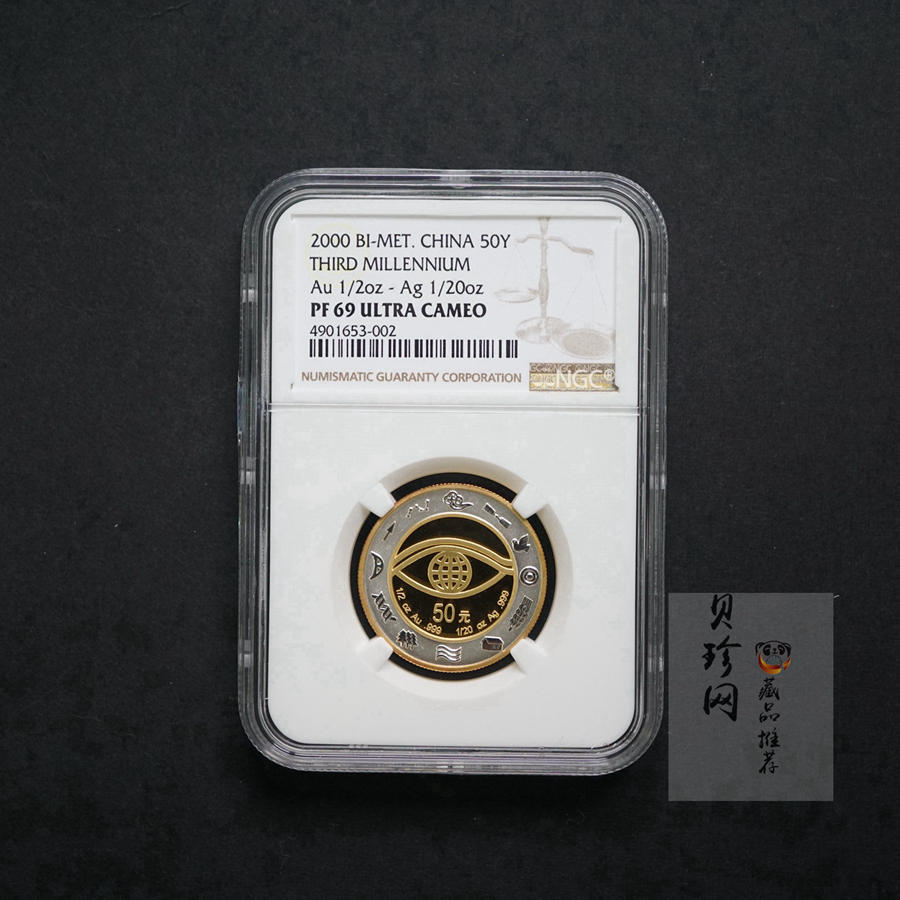 2000 BI-MET. CHINA 50Y
THIRD MILLENNIUM
Au 1/2oz - Ag 1/20oz
PF 69 ULTRA CAMEO
4901653-002
NUMISMATIC GUARANTY CORPORATION
NGC®
50元
1/2 oz Au .999 1/20 oz Ag .999
贝珍网
藏品推荐